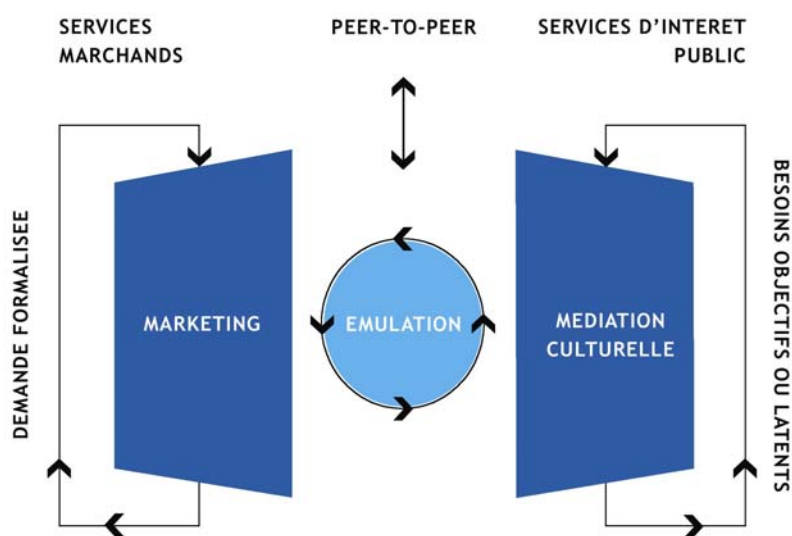 SERVICES
MARCHANDS
PEER-TO-PEER
SERVICES D'INTERET
PUBLIC
DEMANDE FORMALISEE
MARKETING
EMULATION
MEDIATION
CULTURELLE
BESOINS OBJECTIFS OU LATENTS